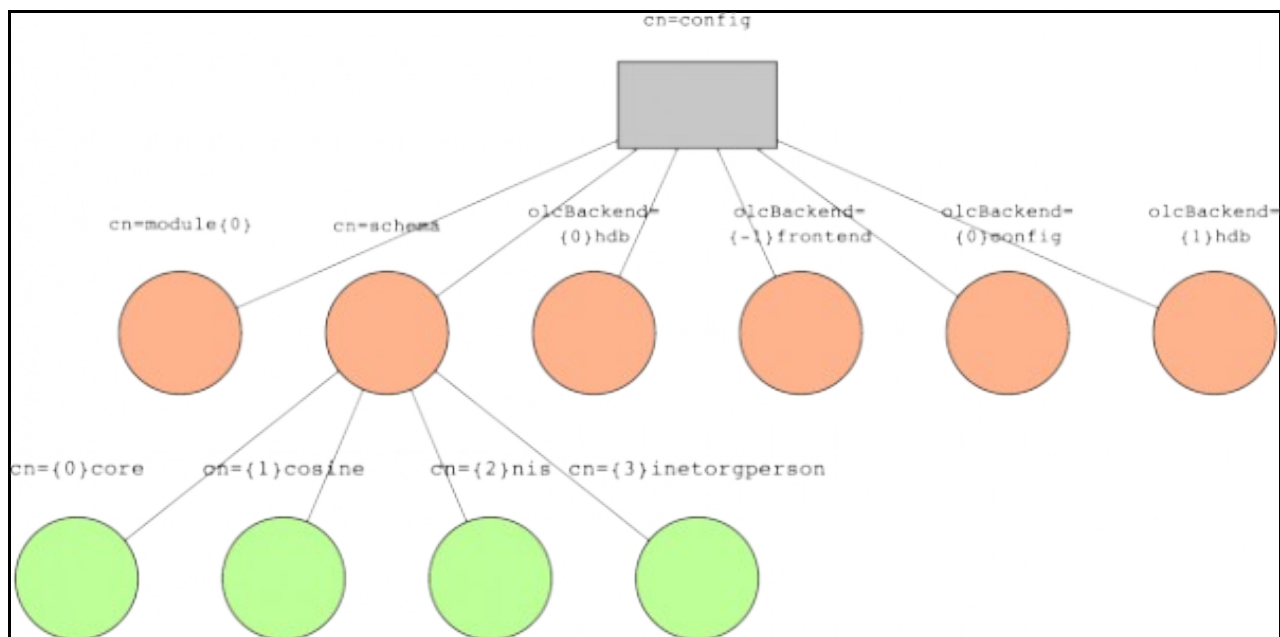 cn=config
cn=module{0}
cn=schema
olcBackend=
{0}hdb
olcBackend=
{-1}frontend
olcBackend=
{0}config
olcBackend=
{1}hdb
cn={0}core
cn={1}cosine
cn={2}nis
cn={3}inetorgperson